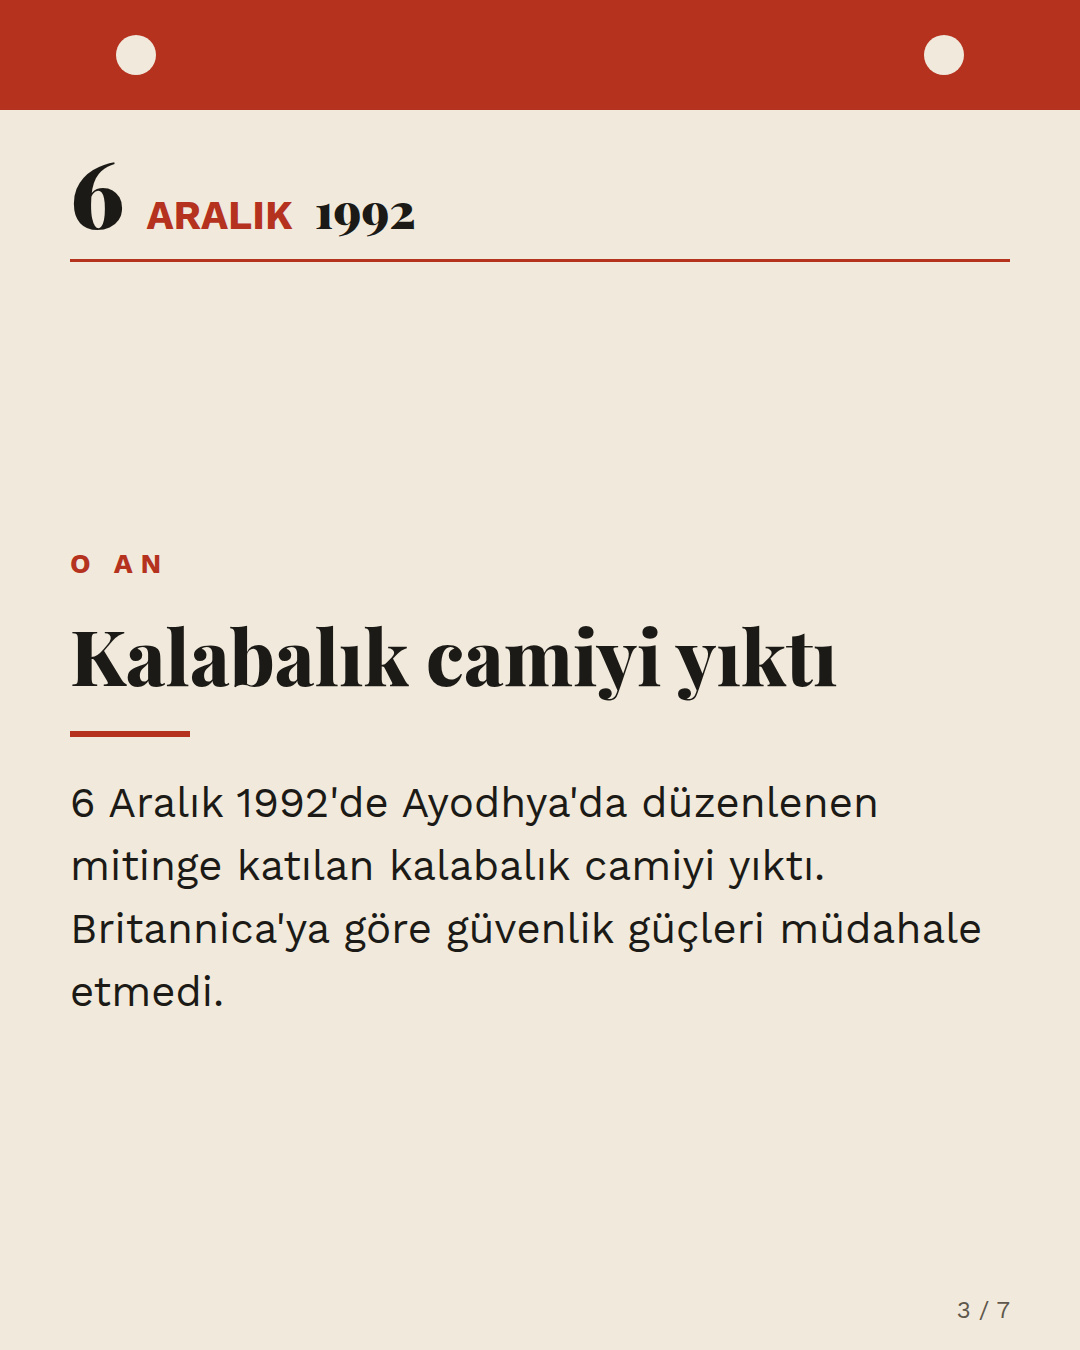 6 ARALIK 1992
O AN
Kalabalık camiyi yıktı
6 Aralık 1992'de Ayodhya'da düzenlenen
mitinge katılan kalabalık camiyi yıktı.
Britannica'ya göre güvenlik güçleri müdahale
etmedi.
3 / 7